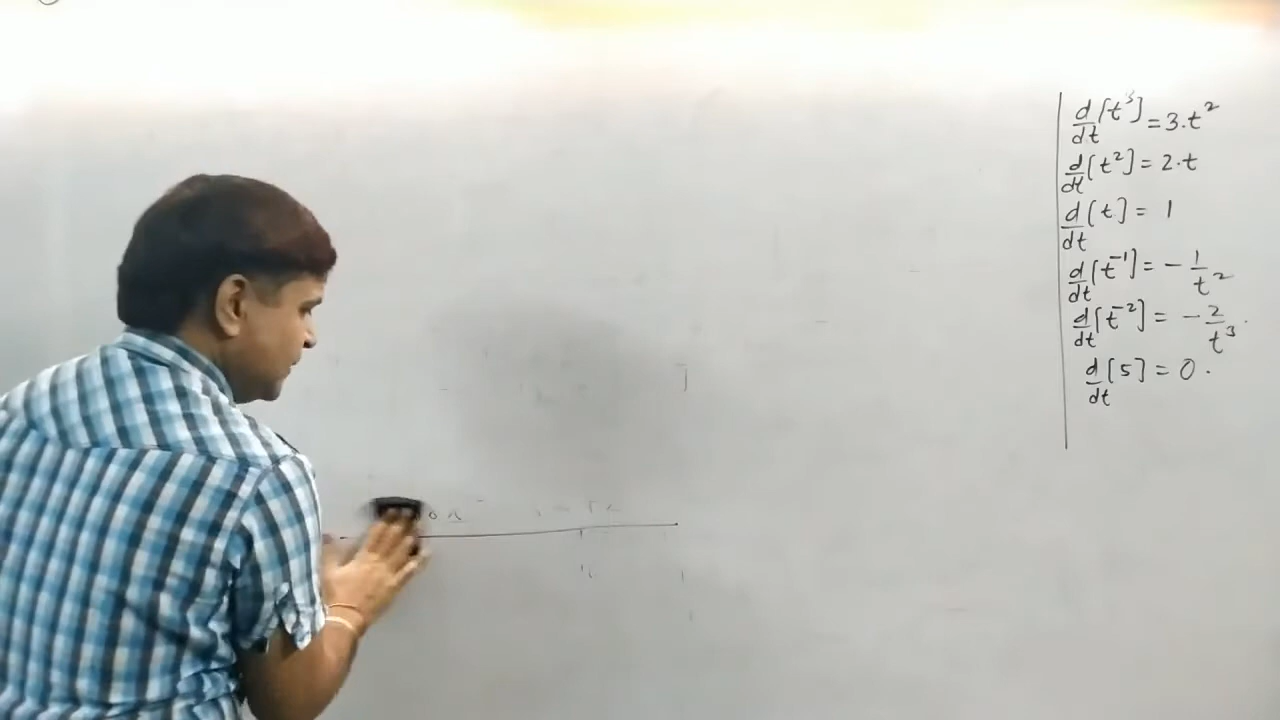 d/dt [t³] = 3.t²
d/dt [t²] = 2.t
d/dt [t] = 1
d/dt [t⁻¹] = - 1/t²
d/dt [t⁻²] = - 2/t³.
d/dt [5] = 0.